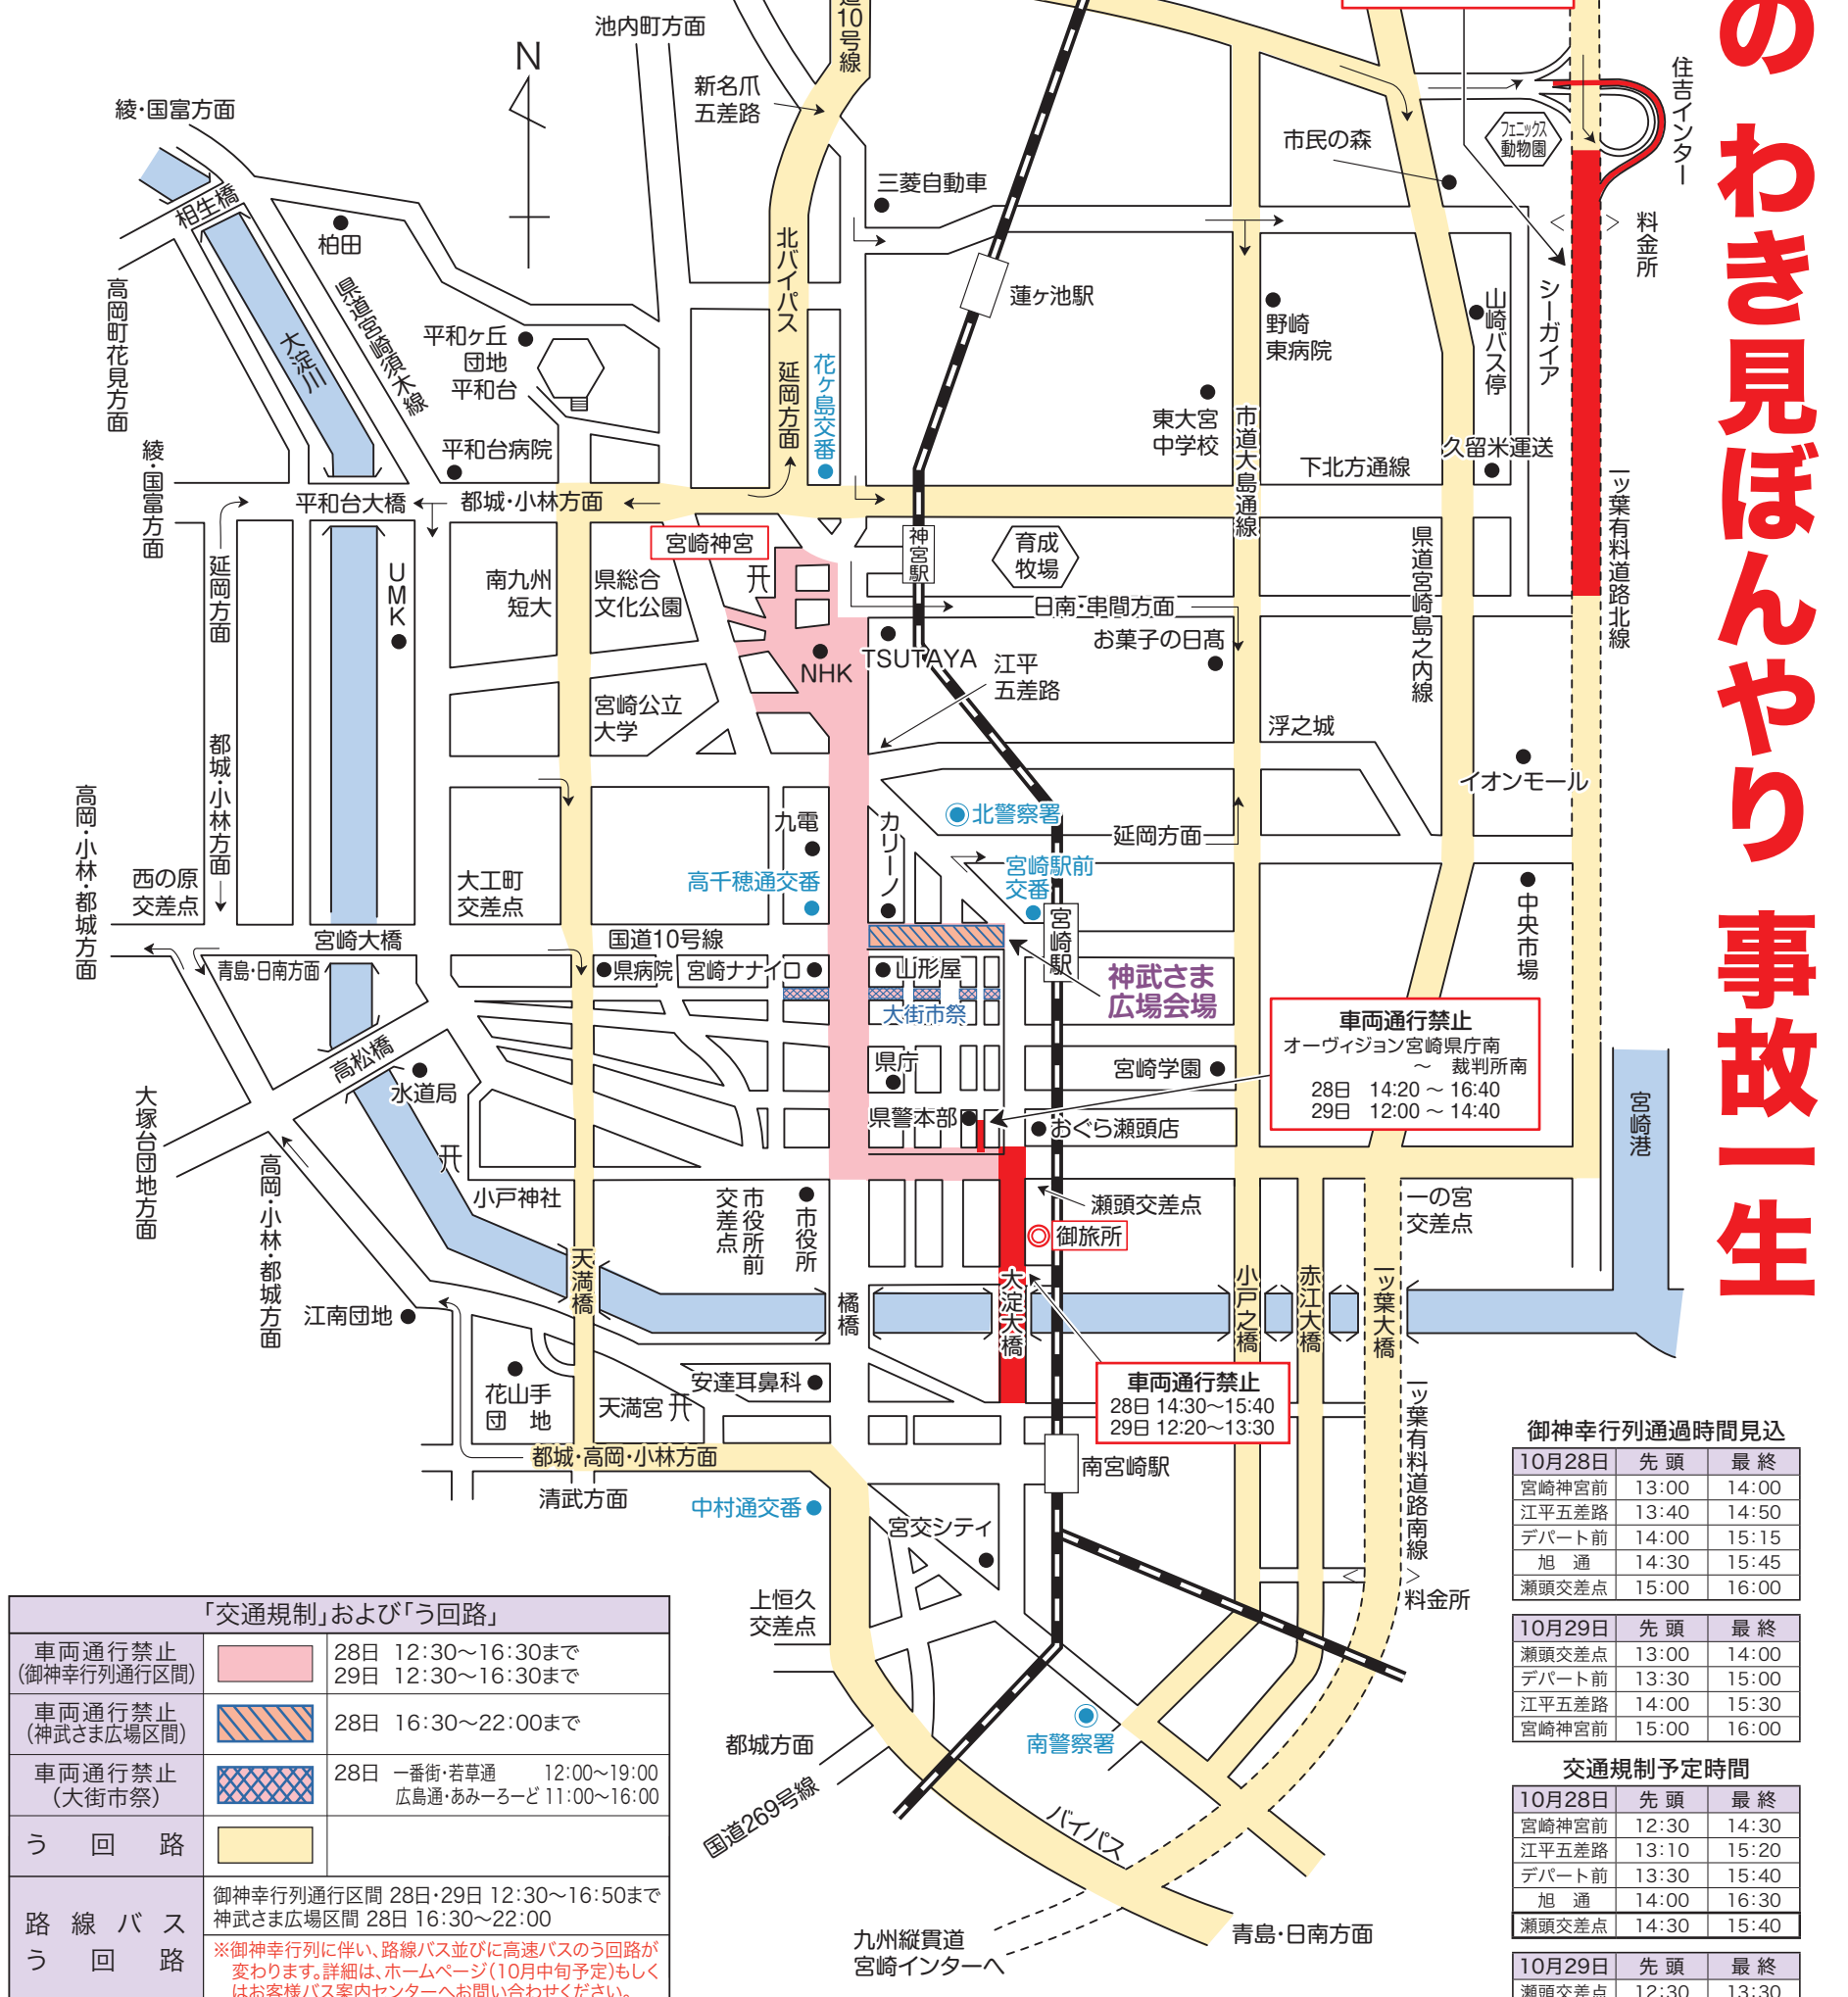 の わき見ぼんやり 事故一生
道10号線
池内町方面
N
新名爪
五差路
綾・国富方面
住吉インター
フェニックス
動物園
市民の森
三菱自動車
相生橋
柏田
料金所
北バイパス
蓮ヶ池駅
高岡町花見方面
県道宮崎須木線
大淀川
平和ヶ丘
団地
平和台
野崎
東病院
山崎バス停
シーガイア
延岡方面
花ヶ島交番
東大宮
中学校
市道大島通線
平和台病院
綾・国富方面
下北方通線
久留米運送
一ッ葉有料道路北線
平和台大橋
都城・小林方面
宮崎神宮
神宮駅
育成
牧場
県道宮崎島之内線
延岡方面
UMK
南九州
短大
県総合
文化公園
日南・串間方面
お菓子の日髙
NHK
TSUTAYA
江平
五差路
宮崎公立
大学
浮之城
都城・小林方面
イオンモール
高岡・小林・都城方面
九電
カリーノ
北警察署
延岡方面
西の原
交差点
大工町
交差点
高千穂通交番
宮崎駅前
交番
中央市場
宮崎駅
宮崎大橋
国道10号線
青島・日南方面
県病院
宮崎ナナイロ
山形屋
神武さま
広場会場
大街市祭
車両通行禁止
オーヴィジョン宮崎県庁南
～ 裁判所南
28日 14:20 ～ 16:40
29日 12:00 ～ 14:40
高松橋
水道局
県庁
宮崎学園
大塚台団地方面
県警本部
おぐら瀬頭店
宮崎港
高岡・小林・都城方面
小戸神社
市役所前
交差点
市役所
瀬頭交差点
御旅所
一の宮
交差点
天満橋
橘橋
大淀大橋
小戸之橋
赤江大橋
一ッ葉大橋
江南団地
車両通行禁止
28日 14:30～15:40
29日 12:20～13:30
花山手
団 地
安達耳鼻科
天満宮
一ッ葉有料道路南線
都城・高岡・小林方面
南宮崎駅
清武方面
中村通交番
宮交シティ
料金所
上恒久
交差点
都城方面
南警察署
国道269号線
バイパス
九州縦貫道
宮崎インターへ
青島・日南方面
「交通規制」および「う回路」
車両通行禁止
(御神幸行列通行区間)
28日 12:30～16:30まで
29日 12:30～16:30まで
車両通行禁止
(神武さま広場区間)
28日 16:30～22:00まで
車両通行禁止
(大街市祭)
28日 一番街・若草通 12:00～19:00
広島通・あみーろーど 11:00～16:00
う 回 路
路 線 バ ス
う 回 路
御神幸行列通行区間 28日・29日 12:30～16:50まで
神武さま広場区間 28日 16:30～22:00
※御神幸行列に伴い、路線バス並びに高速バスのう回路が
変わります。詳細は、ホームページ(10月中旬予定)もしく
はお客様バス案内センターへお問い合わせください。
御神幸行列通過時間見込
10月28日 先 頭 最 終
宮崎神宮前 13:00 14:00
江平五差路 13:40 14:50
デパート前 14:00 15:15
旭 通 14:30 15:45
瀬頭交差点 15:00 16:00
10月29日 先 頭 最 終
瀬頭交差点 13:00 14:00
デパート前 13:30 15:00
江平五差路 14:00 15:30
宮崎神宮前 15:00 16:00
交通規制予定時間
10月28日 先 頭 最 終
宮崎神宮前 12:30 14:30
江平五差路 13:10 15:20
デパート前 13:30 15:40
旭 通 14:00 16:30
瀬頭交差点 14:30 15:40
10月29日 先 頭 最 終
瀬頭交差点 12:30 13:30